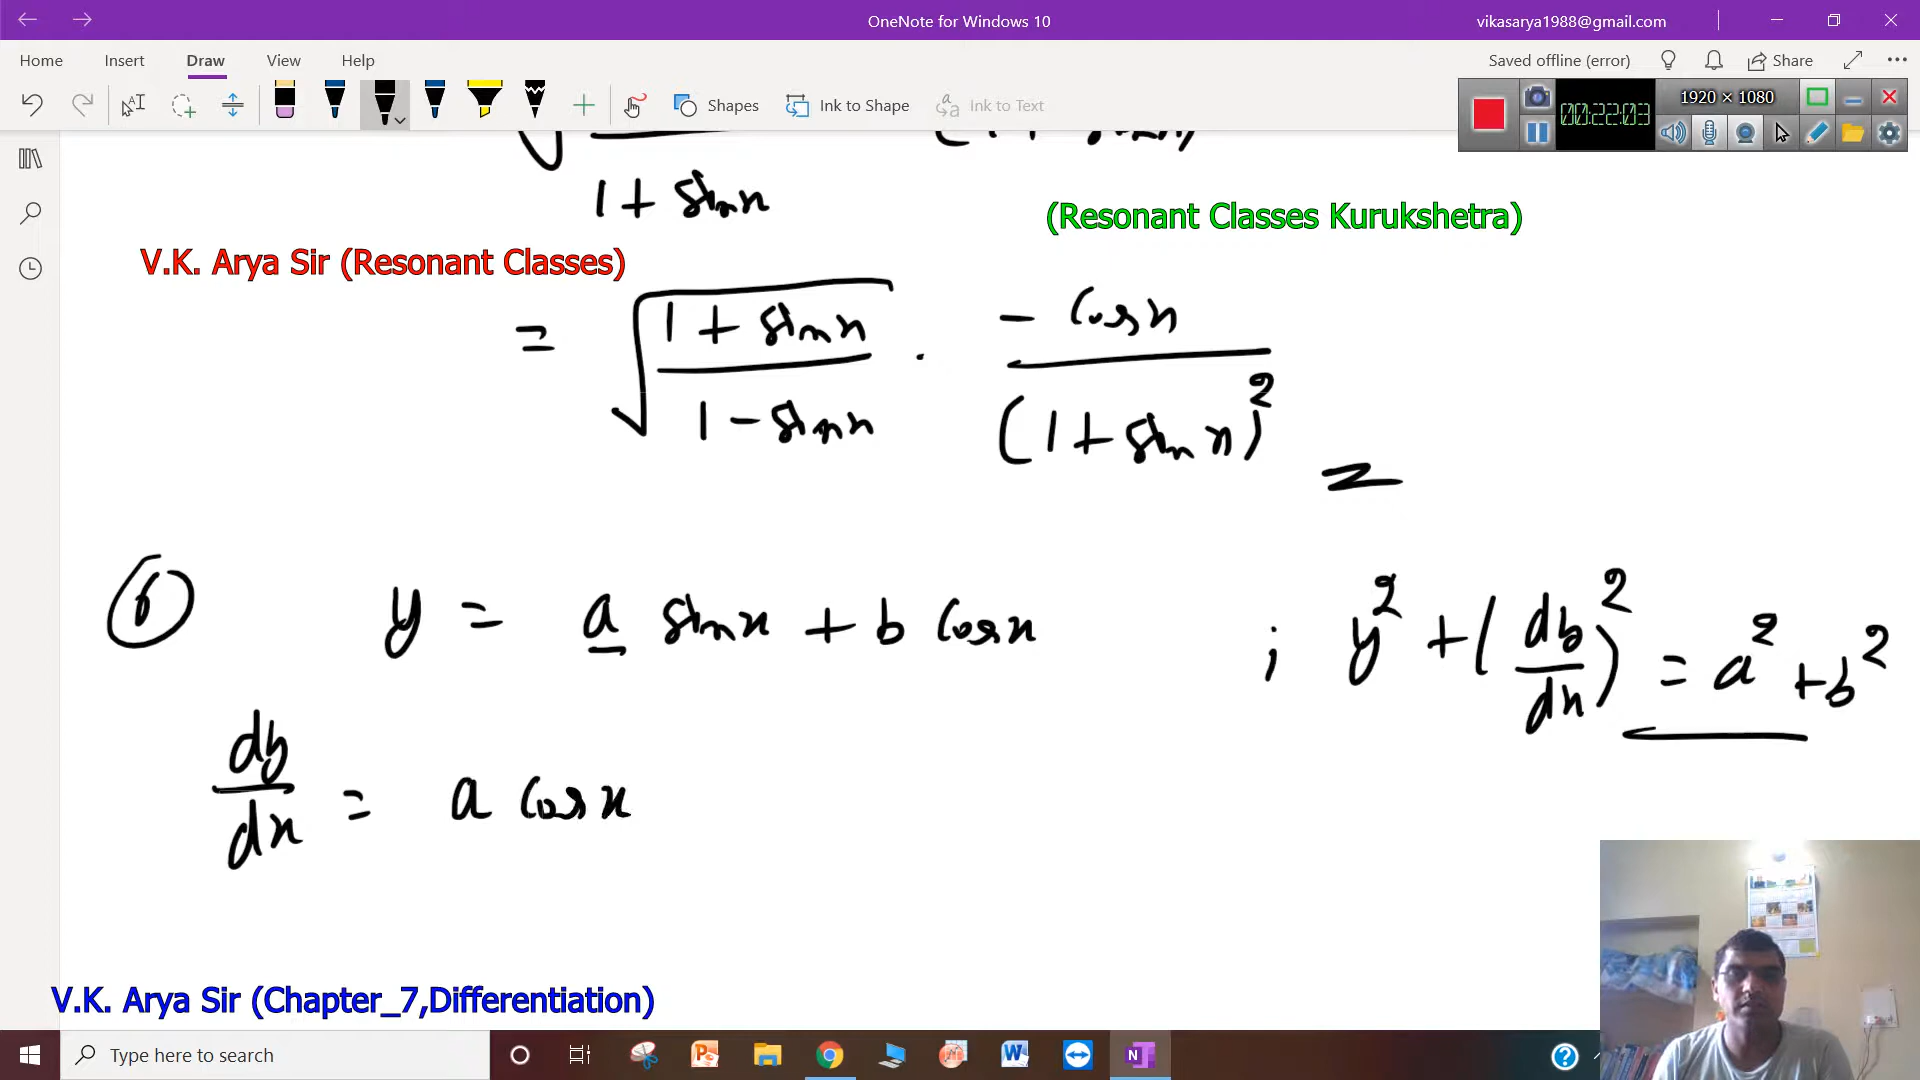 OneNote for Windows 10
vikasarya1988@gmail.com
Home Insert Draw View Help
Saved offline (error) Share
Shapes Ink to Shape Ink to Text
1920 × 1080
00:22:03
1 + sin x
(Resonant Classes Kurukshetra)
V.K. Arya Sir (Resonant Classes)
= √((1 + sin x)/(1 - sin x)) . (- cos x)/((1 + sin x)²)
⑥ y = a sin x + b cos x ; y² + (dy/dx)² = a² + b²
dy/dx = a cos x
V.K. Arya Sir (Chapter_7,Differentiation)
Type here to search